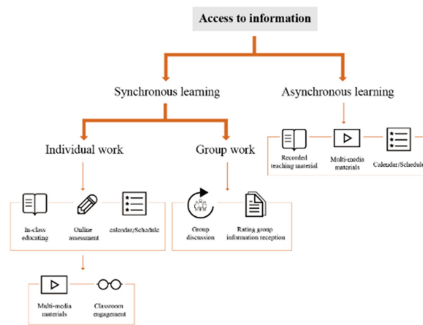 Access to information
Synchronous learning
Asynchronous learning
Recorded
teaching material
Multi-media
materials
Calendar/Schedule
Individual work
Group work
In-class
educating
Online
assessment
calendar/Schedule
Group
discussion
Rating group
information reception
Multi-media
materials
Classroom
engagement